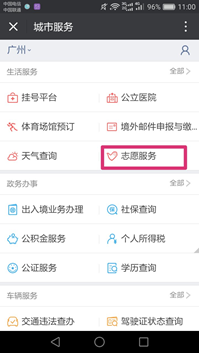 中国电信
中国联通
11:00
城市服务
广州
生活服务 全部
挂号平台 公立医院
体育场馆预订 境外邮件申报与缴...
天气查询 志愿服务
政务办事 全部
出入境业务办理 社保查询
公积金服务 个人所得税
公证服务 学历查询
车辆服务 全部
交通违法查办 驾驶证状态查询